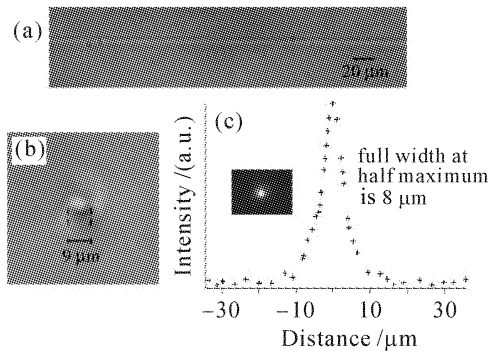 (a)
20 μm
(b)
9 μm
(c)
full width at
half maximum
is 8 μm
Intensity /(a.u.)
−30
−10
10
30
Distance /μm